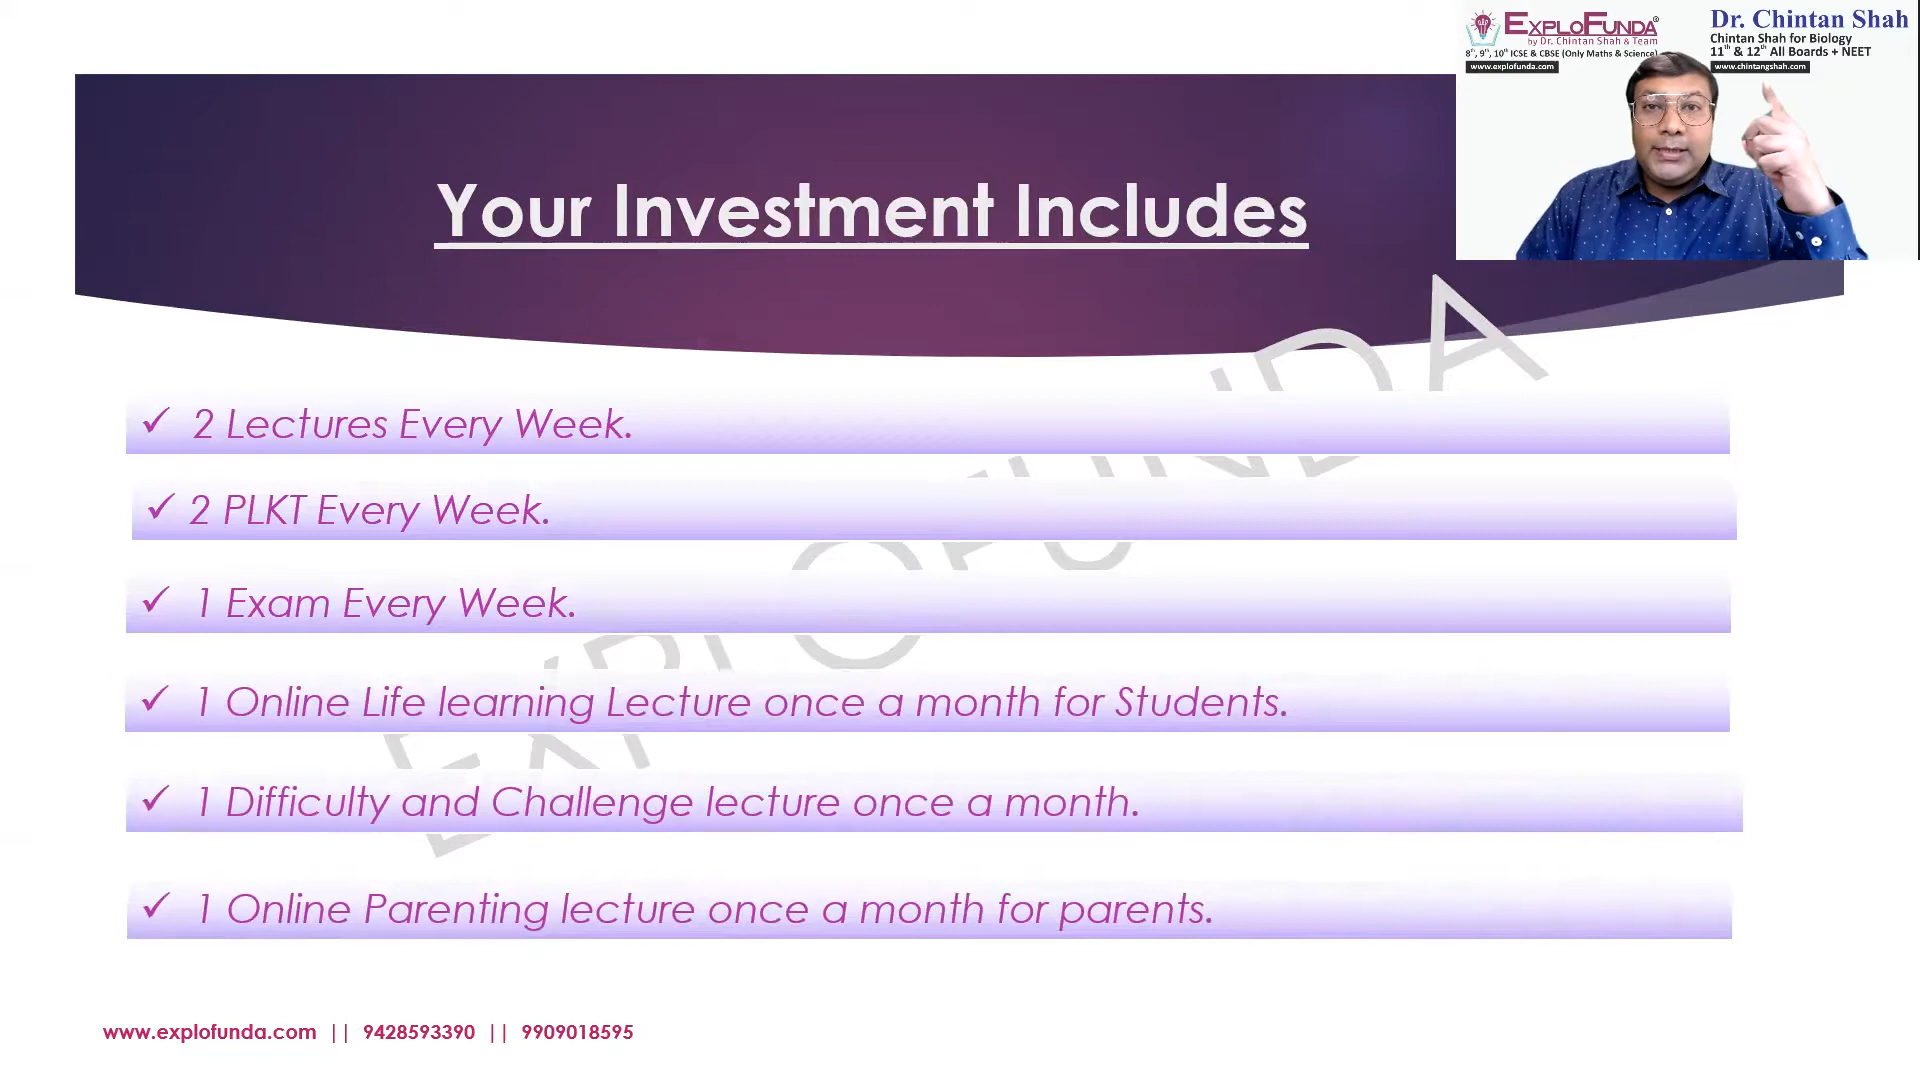 EXPLOFUNDA®
by Dr. Chintan Shah & Team
8th, 9th, 10th ICSE & CBSE (Only Maths & Science)
www.explofunda.com
Dr. Chintan Shah
Chintan Shah for Biology
11th & 12th All Boards + NEET
www.chintangshah.com
Your Investment Includes
✓ 2 Lectures Every Week.
✓ 2 PLKT Every Week.
✓ 1 Exam Every Week.
✓ 1 Online Life learning Lecture once a month for Students.
✓ 1 Difficulty and Challenge lecture once a month.
✓ 1 Online Parenting lecture once a month for parents.
EXPLOFUNDA
www.explofunda.com || 9428593390 || 9909018595